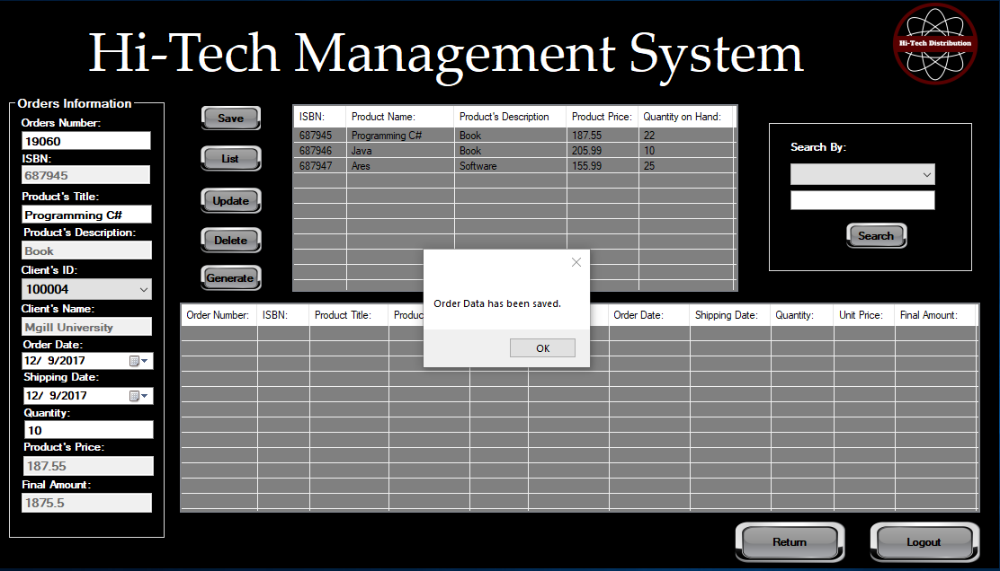 Hi-Tech Management System
Hi-Tech Distribution
Orders Information
Orders Number:
19060
ISBN:
687945
Product's Title:
Programming C#
Product's Description:
Book
Client's ID:
100004
Client's Name:
Mgill University
Order Date:
12/ 9/2017
Shipping Date:
12/ 9/2017
Quantity:
10
Product's Price:
187.55
Final Amount:
1875.5
Save
List
Update
Delete
Generate
ISBN: Product Name: Product's Description Product Price: Quantity on Hand:
687945 Programming C# Book 187.55 22
687946 Java Book 205.99 10
687947 Ares Software 155.99 25
Search By:
Search
Order Data has been saved.
OK
Order Number: ISBN: Product Title: Produc Order Date: Shipping Date: Quantity: Unit Price: Final Amount:
Return
Logout